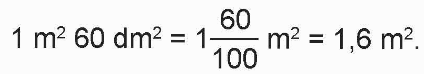 1 m² 60 dm² = 1 60/100 m² = 1,6 m².